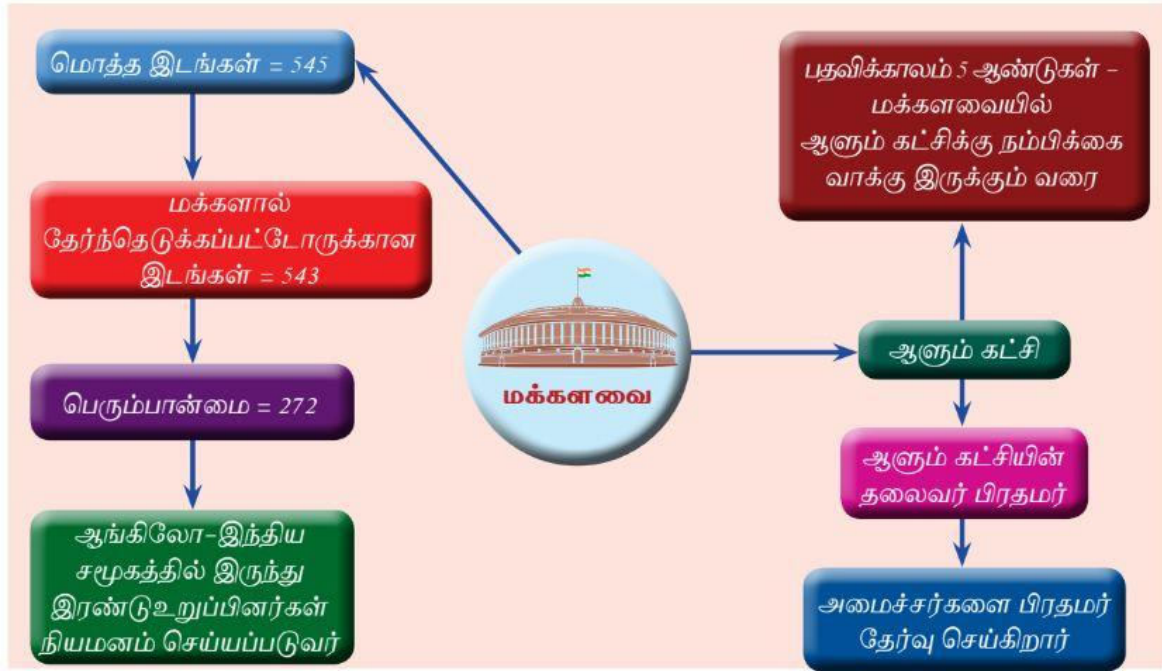 மொத்த இடங்கள் = 545
மக்களால்
தேர்ந்தெடுக்கப்பட்டோருக்கான
இடங்கள் = 543
பெரும்பான்மை = 272
ஆங்கிலோ-இந்திய
சமூகத்தில் இருந்து
இரண்டுஉறுப்பினர்கள்
நியமனம் செய்யப்படுவர்
மக்களவை
பதவிக்காலம் 5 ஆண்டுகள் -
மக்களவையில்
ஆளும் கட்சிக்கு நம்பிக்கை
வாக்கு இருக்கும் வரை
ஆளும் கட்சி
ஆளும் கட்சியின்
தலைவர் பிரதமர்
அமைச்சர்களை பிரதமர்
தேர்வு செய்கிறார்